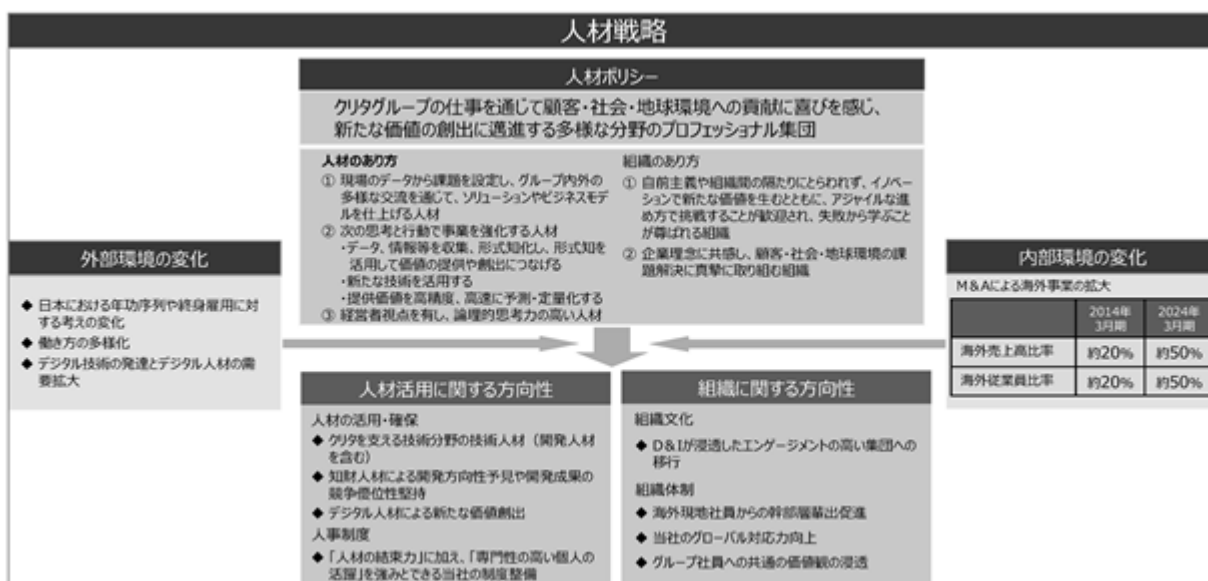 人材戦略
人材ポリシー
クリタグループの仕事を通じて顧客・社会・地球環境への貢献に喜びを感じ、
新たな価値の創出に邁進する多様な分野のプロフェッショナル集団
人材のあり方
① 現場のデータから課題を設定し、グループ内外の
多様な交流を通じて、ソリューションやビジネスモデ
ルを仕上げる人材
② 次の思考と行動で事業を強化する人材
・データ、情報等を収集、形式知化し、形式知を
活用して価値の提供や創出につなげる
・新たな技術を活用する
・提供価値を高精度、高速に予測・定量化する
③ 経営者視点を有し、論理的思考力の高い人材
組織のあり方
① 自前主義や組織間の隔たりにとらわれず、イノベー
ションで新たな価値を生むとともに、アジャイルな進
め方で挑戦することが歓迎され、失敗から学ぶこと
が尊ばれる組織
② 企業理念に共感し、顧客・社会・地球環境の課
題解決に真摯に取り組む組織
外部環境の変化
◆ 日本における年功序列や終身雇用に対
する考えの変化
◆ 働き方の多様化
◆ デジタル技術の発達とデジタル人材の需
要拡大
内部環境の変化
M&Aによる海外事業の拡大
2014年
3月期
2024年
3月期
海外売上高比率 約20% 約50%
海外従業員比率 約20% 約50%
人材活用に関する方向性
人材の活用・確保
◆ クリタを支える技術分野の技術人材（開発人材
を含む）
◆ 知財人材による開発方向性予見や開発成果の
競争優位性堅持
◆ デジタル人材による新たな価値創出
人事制度
◆ 「人材の結束力」に加え、「専門性の高い個人の
活躍」を強みとできる当社の制度整備
組織に関する方向性
組織文化
◆ D&Iが浸透したエンゲージメントの高い集団への
移行
組織体制
◆ 海外現地社員からの幹部層輩出促進
◆ 当社のグローバル対応力向上
◆ グループ社員への共通の価値観の浸透